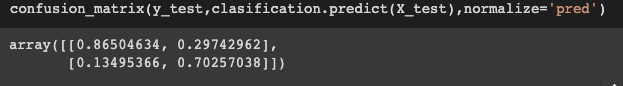 confusion_matrix(y_test,clasification.predict(X_test),normalize='pred')
array([[0.86504634, 0.29742962],
[0.13495366, 0.70257038]])